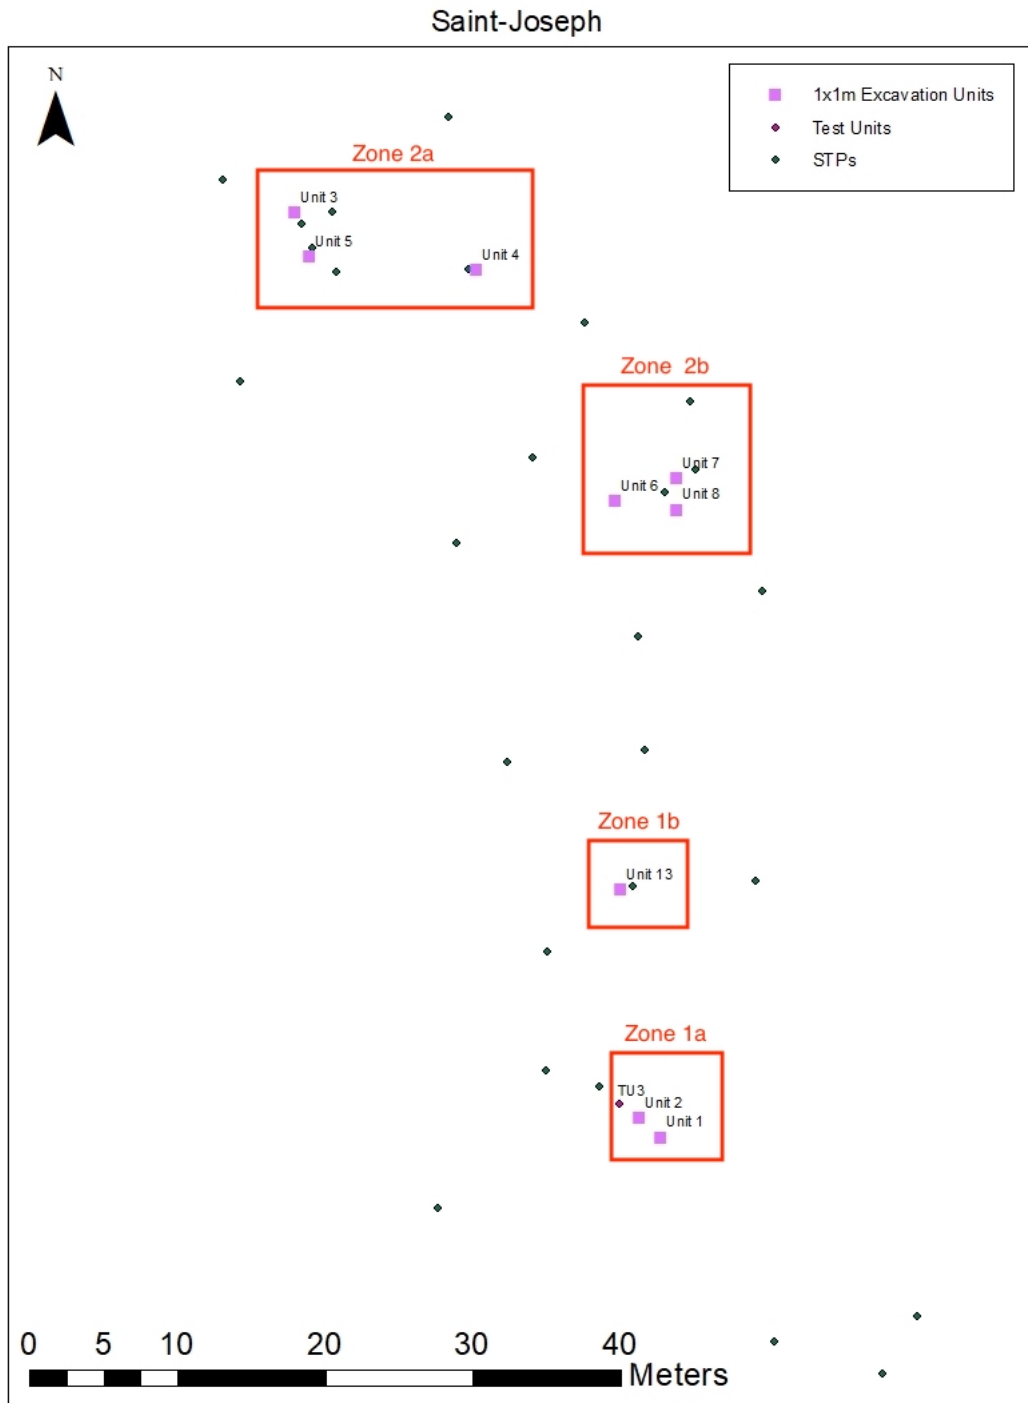 Saint-Joseph
N
1x1m Excavation Units
Test Units
STPs
Zone 2a
Unit 3
Unit 5
Unit 4
Zone  2b
Unit 7
Unit 6
Unit 8
Zone 1b
Unit 13
Zone 1a
TU3
Unit 2
Unit 1
0 5 10 20 30 40
Meters